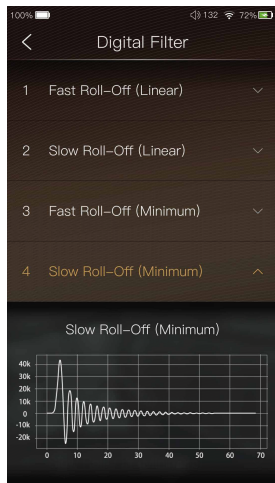 100% 132 72%
Digital Filter
1 Fast Roll-Off (Linear)
2 Slow Roll-Off (Linear)
3 Fast Roll-Off (Minimum)
4 Slow Roll-Off (Minimum)
Slow Roll-Off (Minimum)
40k
30k
20k
10k
0
-10k
-20k
0 10 20 30 40 50 60 70